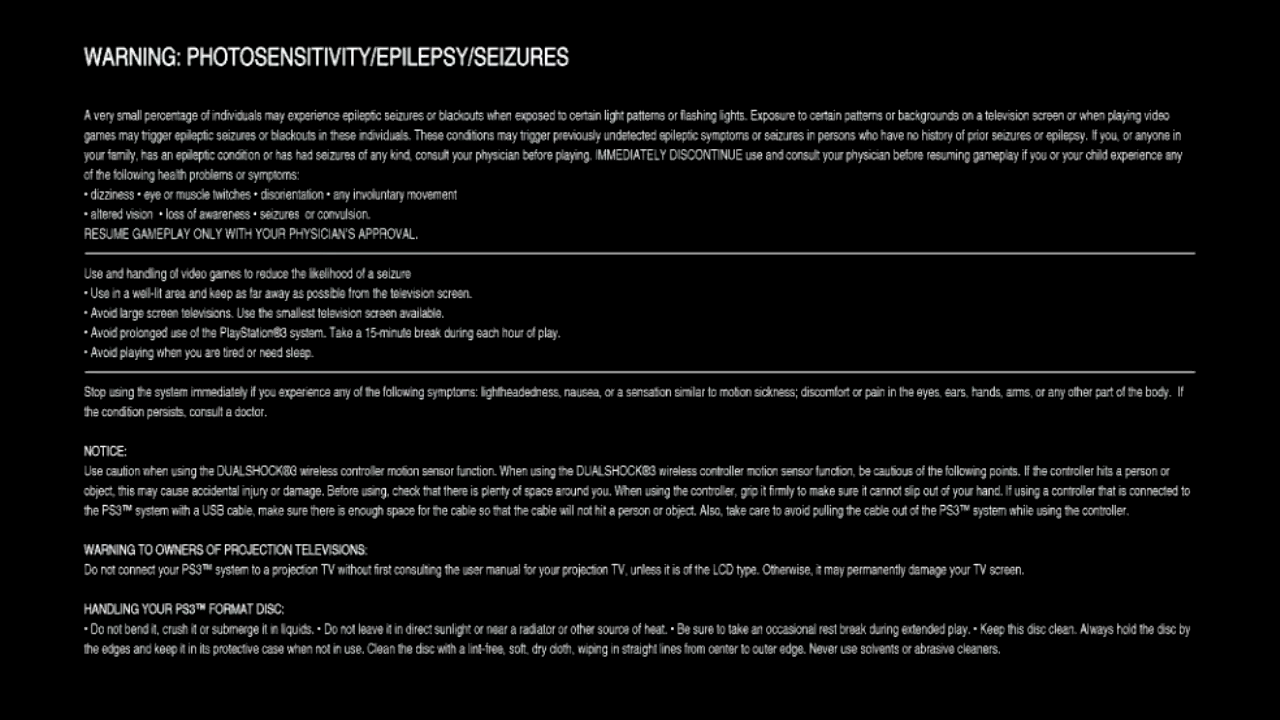 WARNING: PHOTOSENSITIVITY/EPILEPSY/SEIZURES
A very small percentage of individuals may experience epileptic seizures or blackouts when exposed to certain light patterns or flashing lights. Exposure to certain patterns or backgrounds on a television screen or when playing video
games may trigger epileptic seizures or blackouts in these individuals. These conditions may trigger previously undetected epileptic symptoms or seizures in persons who have no history of prior seizures or epilepsy. If you, or anyone in
your family, has an epileptic condition or has had seizures of any kind, consult your physician before playing. IMMEDIATELY DISCONTINUE use and consult your physician before resuming gameplay if you or your child experience any
of the following health problems or symptoms:
• dizziness • eye or muscle twitches • disorientation • any involuntary movement
• altered vision • loss of awareness • seizures or convulsion.
RESUME GAMEPLAY ONLY WITH YOUR PHYSICIAN'S APPROVAL.
Use and handling of video games to reduce the likelihood of a seizure
• Use in a well-lit area and keep as far away as possible from the television screen.
• Avoid large screen televisions. Use the smallest television screen available.
• Avoid prolonged use of the PlayStation®3 system. Take a 15-minute break during each hour of play.
• Avoid playing when you are tired or need sleep.
Stop using the system immediately if you experience any of the following symptoms: lightheadedness, nausea, or a sensation similar to motion sickness; discomfort or pain in the eyes, ears, hands, arms, or any other part of the body. If
the condition persists, consult a doctor.
NOTICE:
Use caution when using the DUALSHOCK®3 wireless controller motion sensor function. When using the DUALSHOCK®3 wireless controller motion sensor function, be cautious of the following points. If the controller hits a person or
object, this may cause accidental injury or damage. Before using, check that there is plenty of space around you. When using the controller, grip it firmly to make sure it cannot slip out of your hand. If using a controller that is connected to
the PS3™ system with a USB cable, make sure there is enough space for the cable so that the cable will not hit a person or object. Also, take care to avoid pulling the cable out of the PS3™ system while using the controller.
WARNING TO OWNERS OF PROJECTION TELEVISIONS:
Do not connect your PS3™ system to a projection TV without first consulting the user manual for your projection TV, unless it is of the LCD type. Otherwise, it may permanently damage your TV screen.
HANDLING YOUR PS3™ FORMAT DISC:
• Do not bend it, crush it or submerge it in liquids. • Do not leave it in direct sunlight or near a radiator or other source of heat. • Be sure to take an occasional rest break during extended play. • Keep this disc clean. Always hold the disc by
the edges and keep it in its protective case when not in use. Clean the disc with a lint-free, soft, dry cloth, wiping in straight lines from center to outer edge. Never use solvents or abrasive cleaners.